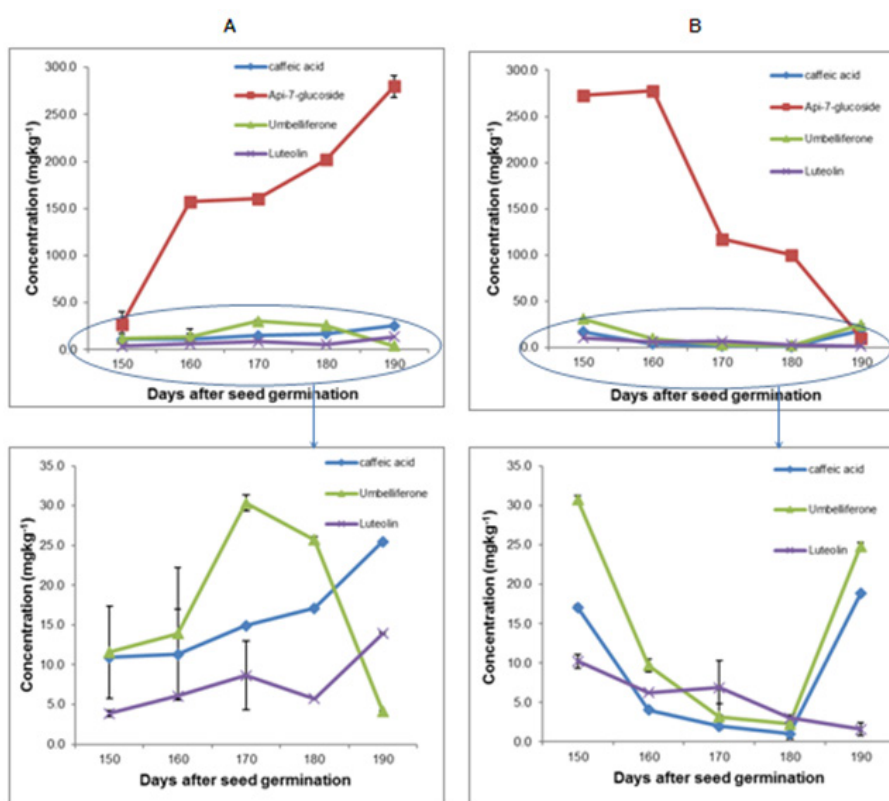 A
300.0
250.0
200.0
150.0
100.0
50.0
0.0
Concentration (mgkg⁻¹)
caffeic acid
Api-7-glucoside
Umbelliferone
Luteolin
150 160 170 180 190
Days after seed germination
B
300.0
250.0
200.0
150.0
100.0
50.0
0.0
Concentration (mgkg⁻¹)
caffeic acid
Api-7-glucoside
Umbelliferone
Luteolin
150 160 170 180 190
Days after seed germination
35.0
30.0
25.0
20.0
15.0
10.0
5.0
0.0
Concentration (mgkg⁻¹)
caffeic acid
Umbelliferone
Luteolin
150 160 170 180 190
Days after seed germination
35.0
30.0
25.0
20.0
15.0
10.0
5.0
0.0
Concentration (mgkg⁻¹)
caffeic acid
Umbelliferone
Luteolin
150 160 170 180 190
Days after seed germination